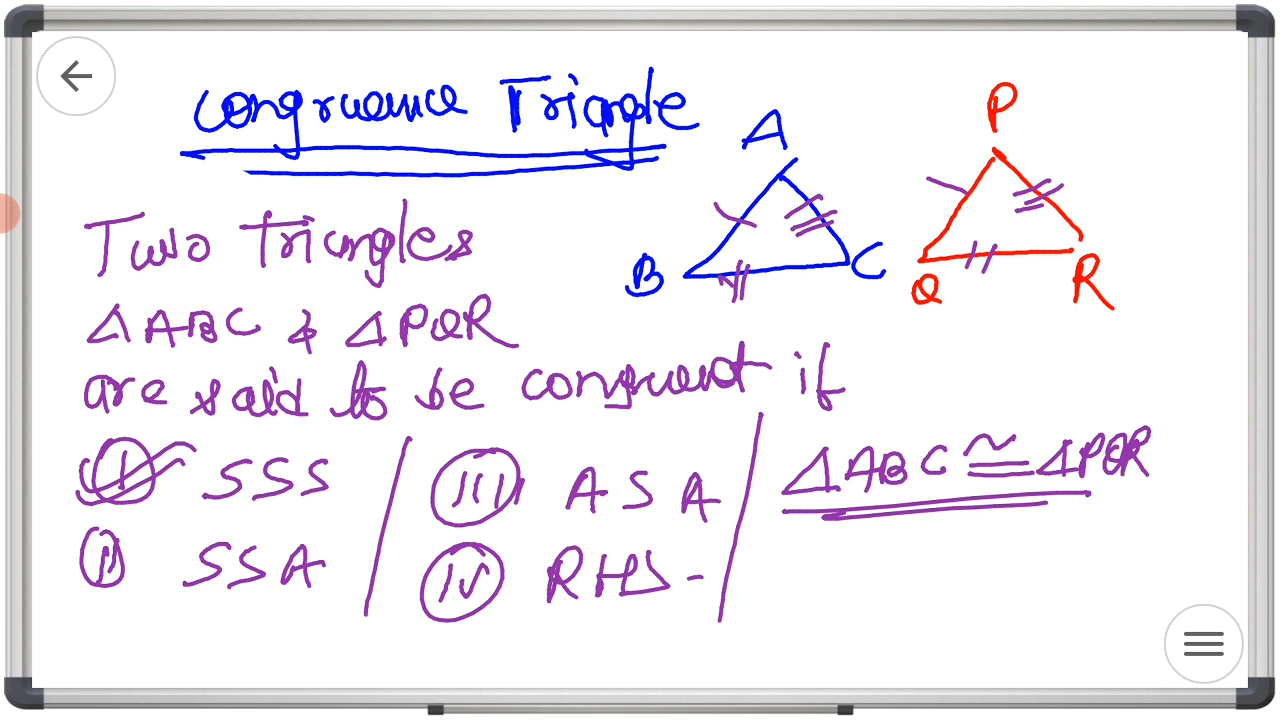 Congruence Triangle
A
P
B
C
Q
R
Two Triangles
△ ABC & △PQR
are said to be congruent if
I SSS
II SSA
III ASA
IV RHS -
△ABC ≅ △PQR